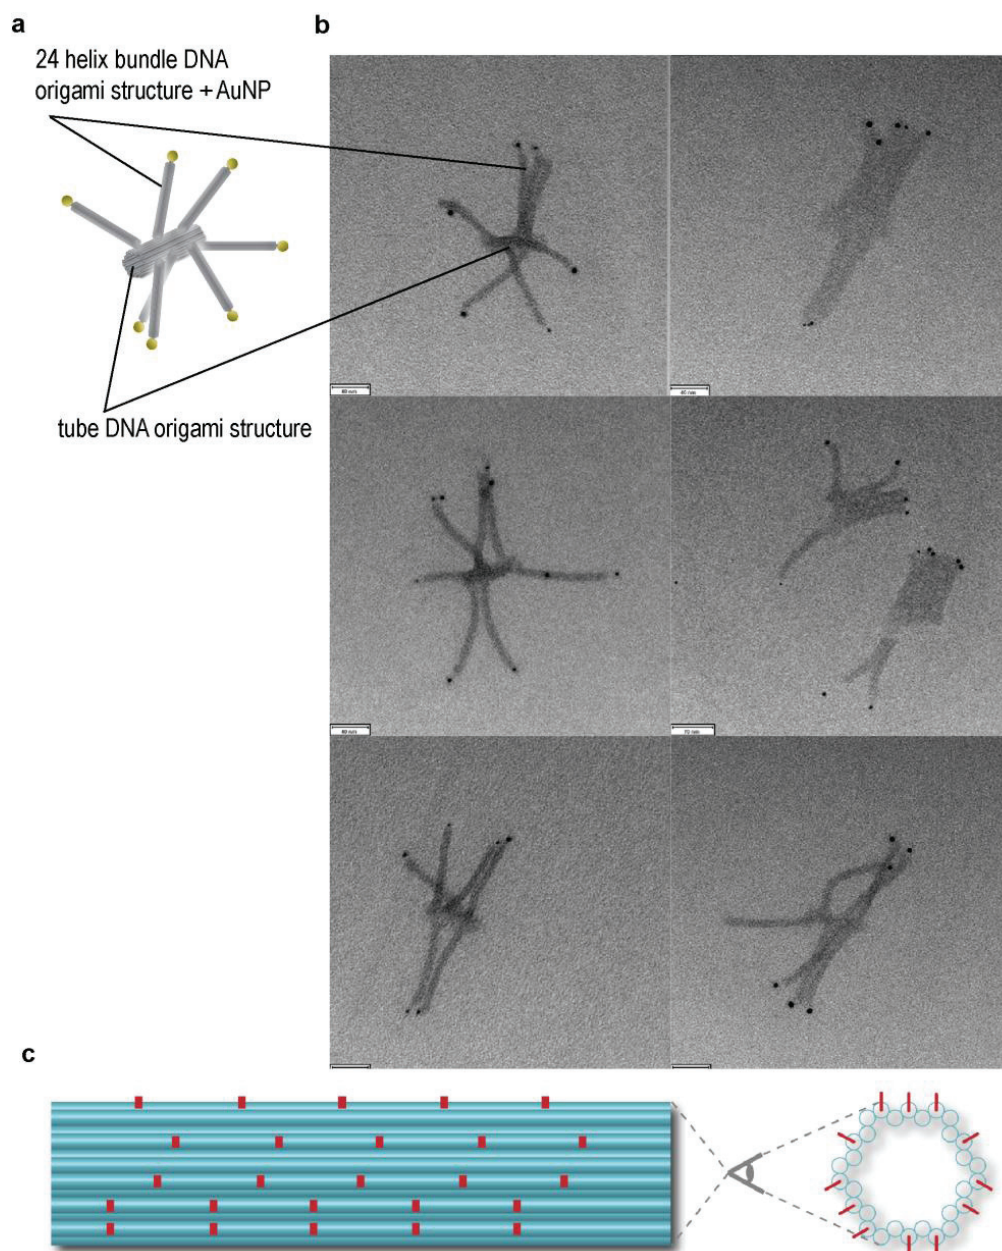 a
b
24 helix bundle DNA
origami structure + AuNP
tube DNA origami structure
c